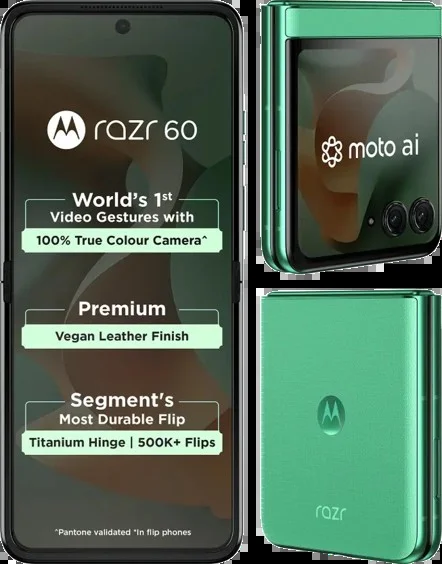 razr 60
World's 1st
Video Gestures with
100% True Colour Camera^
Premium
Vegan Leather Finish
Segment's
Most Durable Flip
Titanium Hinge | 500K+ Flips
^Pantone validated *In flip phones
moto ai
razr